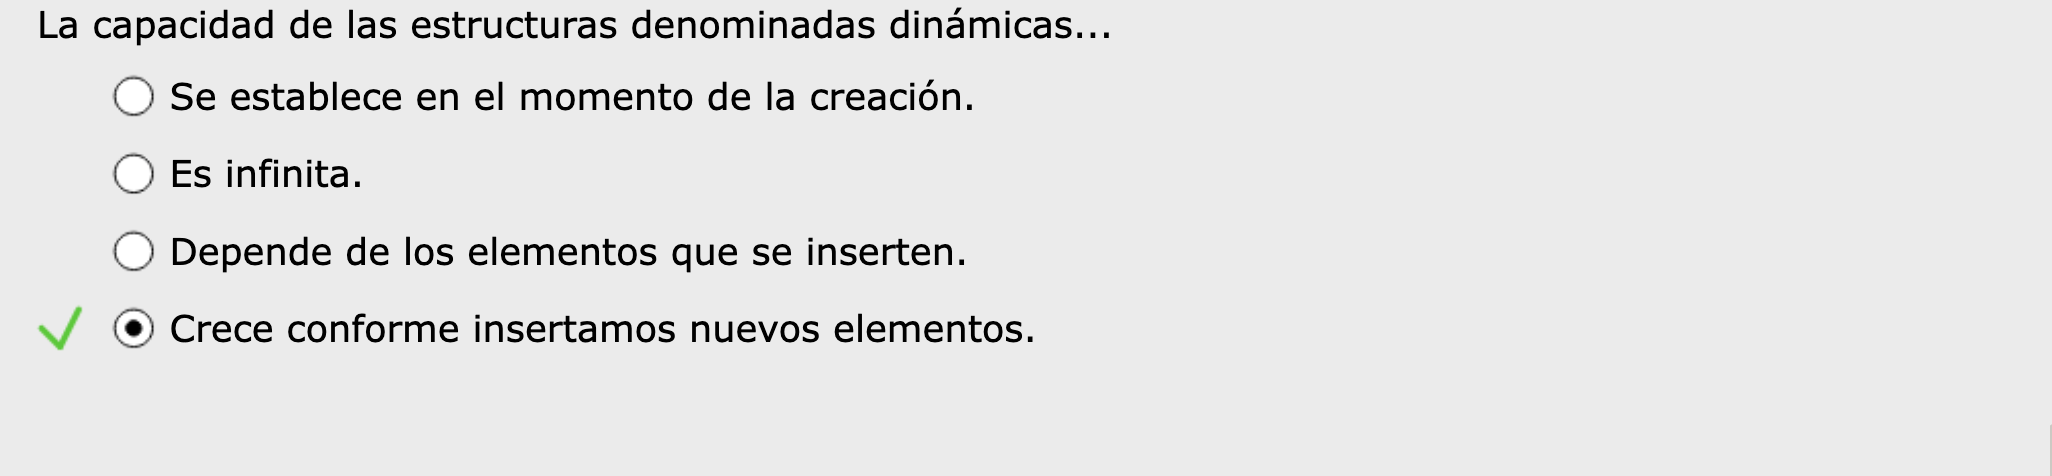 La capacidad de las estructuras denominadas dinámicas...
Se establece en el momento de la creación.
Es infinita.
Depende de los elementos que se inserten.
Crece conforme insertamos nuevos elementos.